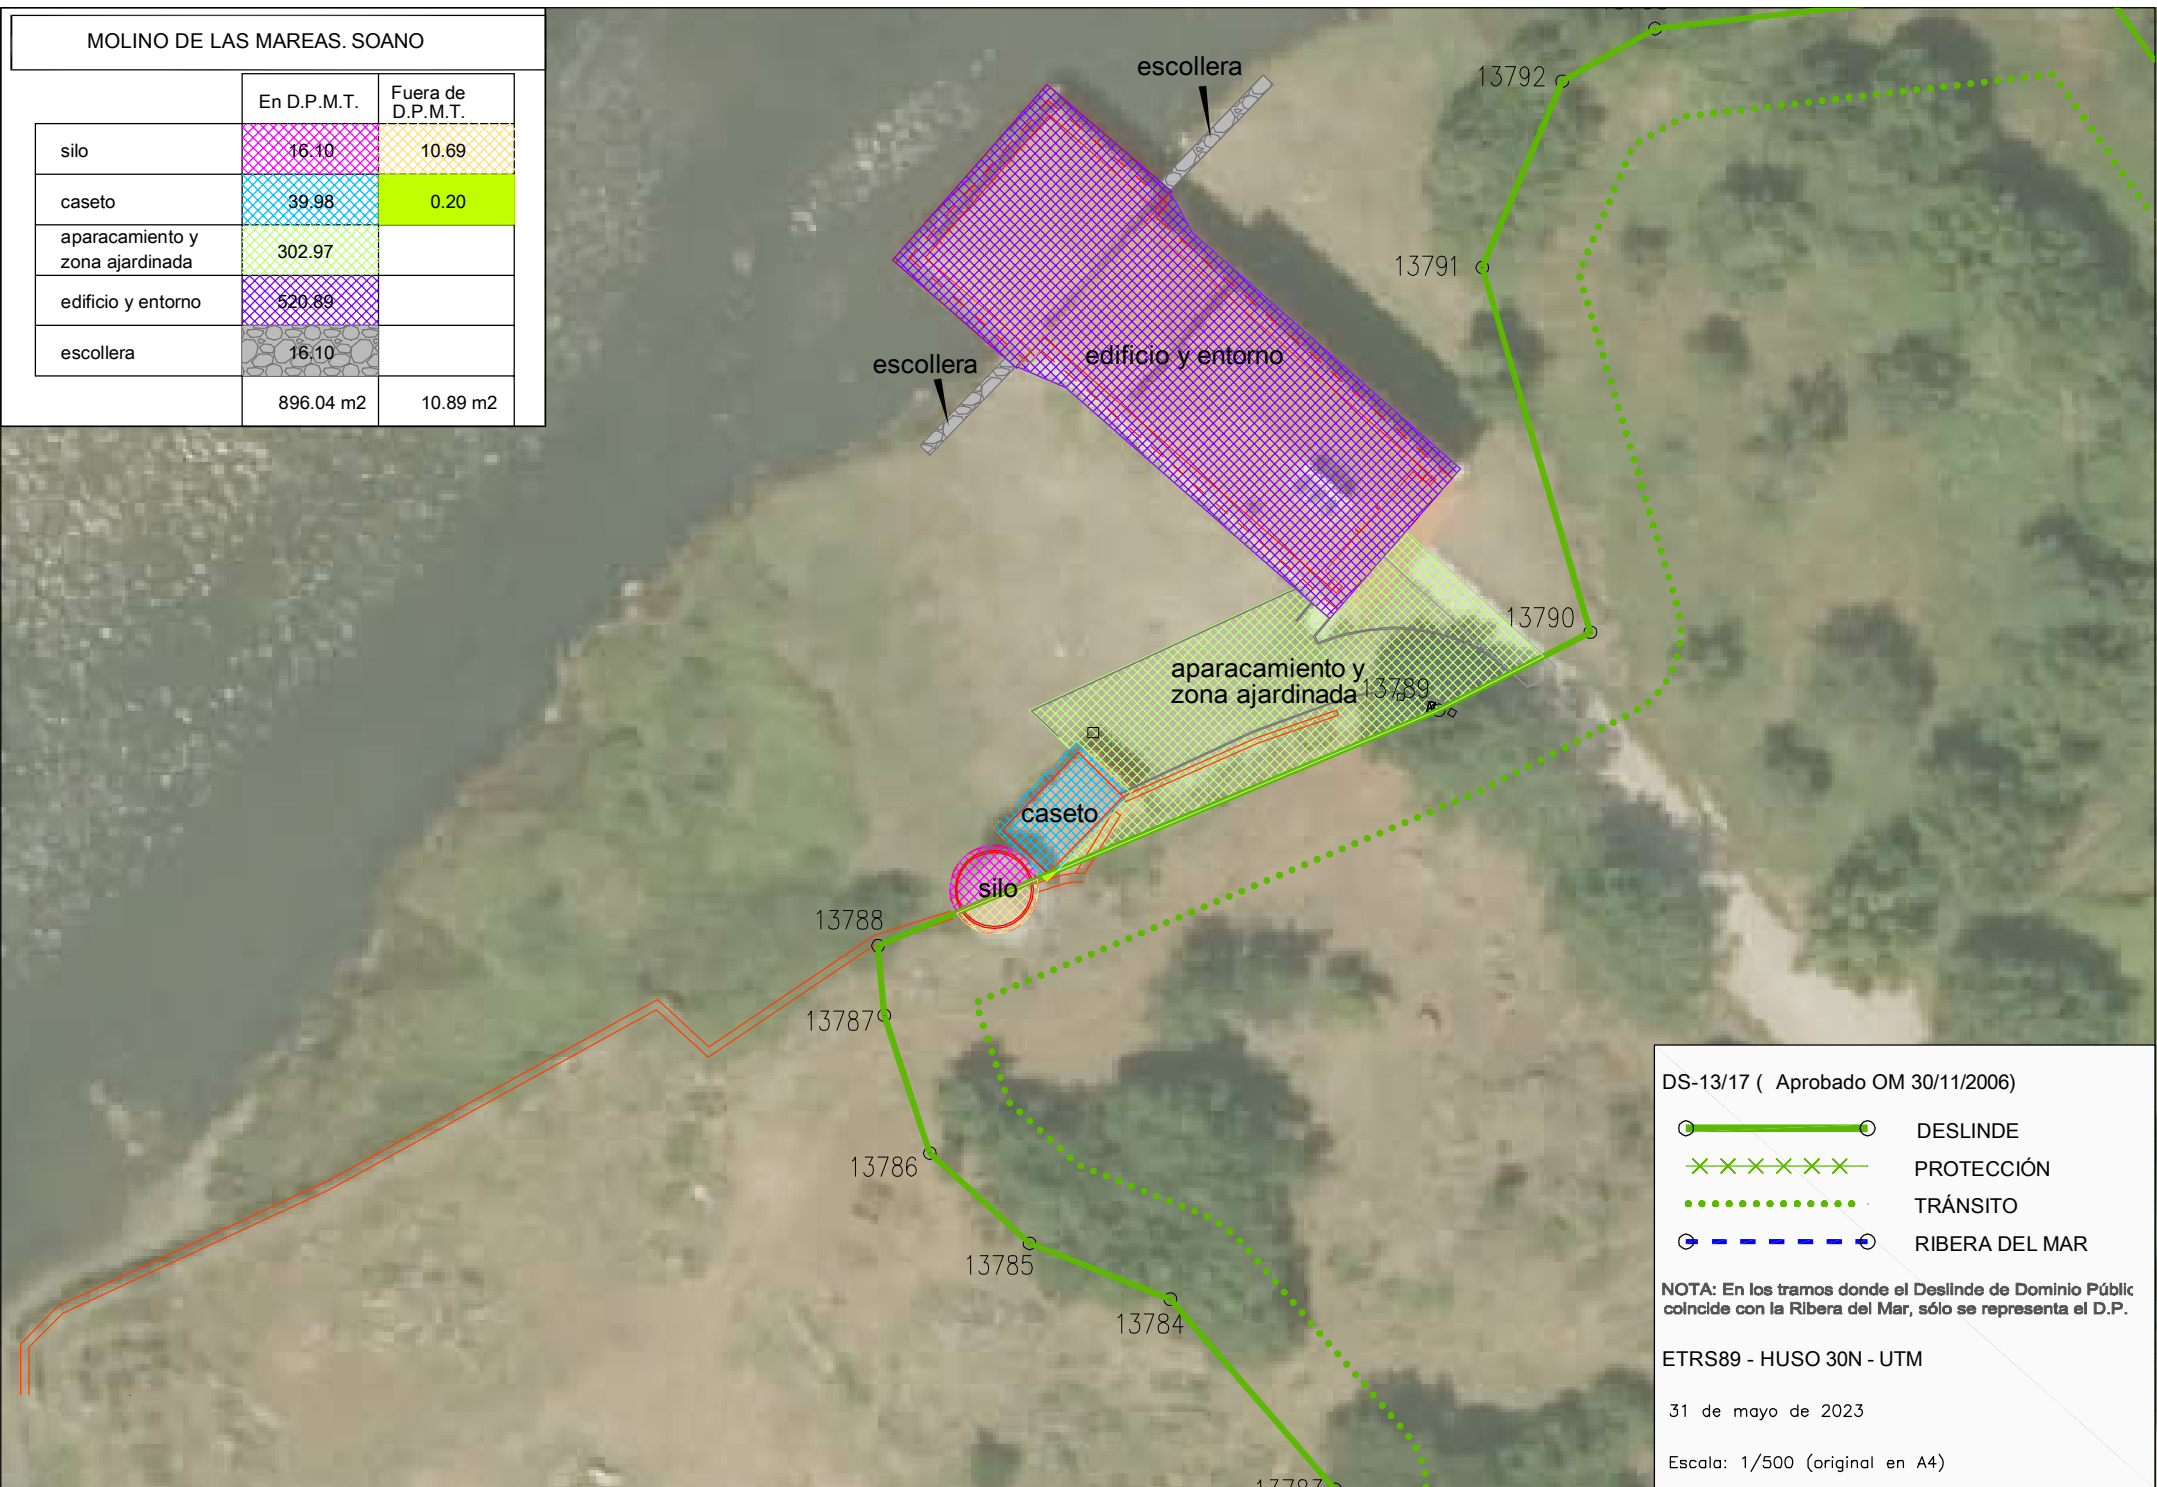 MOLINO DE LAS MAREAS. SOANO
En D.P.M.T.
Fuera de
D.P.M.T.
silo
16.10
10.69
caseto
39.98
0.20
aparacamiento y
zona ajardinada
302.97
edificio y entorno
520.89
escollera
16.10
896.04 m2
10.89 m2
escollera
13792
13791
escollera
edificio y entorno
13790
aparacamiento y
zona ajardinada
13789
caseto
silo
13788
13787
13786
13785
13784
13783
DS-13/17 ( Aprobado OM 30/11/2006)
DESLINDE
PROTECCIÓN
TRÁNSITO
RIBERA DEL MAR
NOTA: En los tramos donde el Deslinde de Dominio Públic
coincide con la Ribera del Mar, sólo se representa el D.P.
ETRS89 - HUSO 30N - UTM
31 de mayo de 2023
Escala: 1/500 (original en A4)